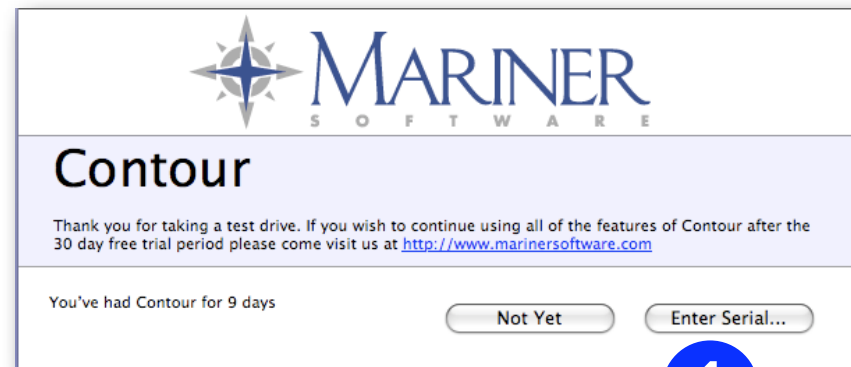 MARINER
SOFTWARE
Contour
Thank you for taking a test drive. If you wish to continue using all of the features of Contour after the
30 day free trial period please come visit us at http://www.marinersoftware.com
You've had Contour for 9 days
Not Yet
Enter Serial...